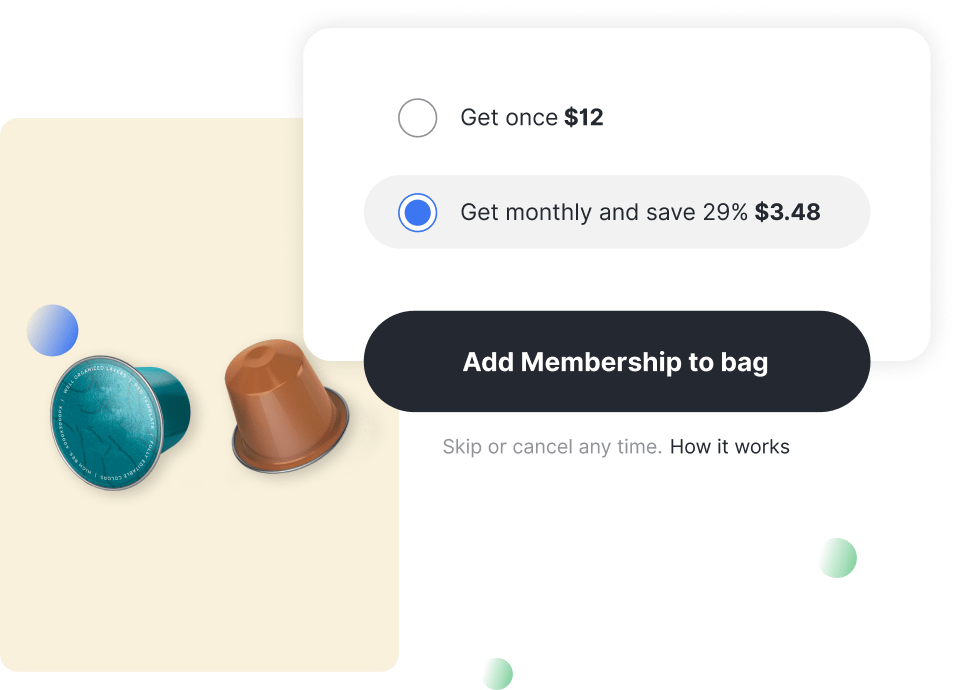 Get once $12
Get monthly and save 29% $3.48
Add Membership to bag
Skip or cancel any time. How it works
WELL ORGANIZED LAYERS
FULLY EDITABLE COLORS
HIGH RES